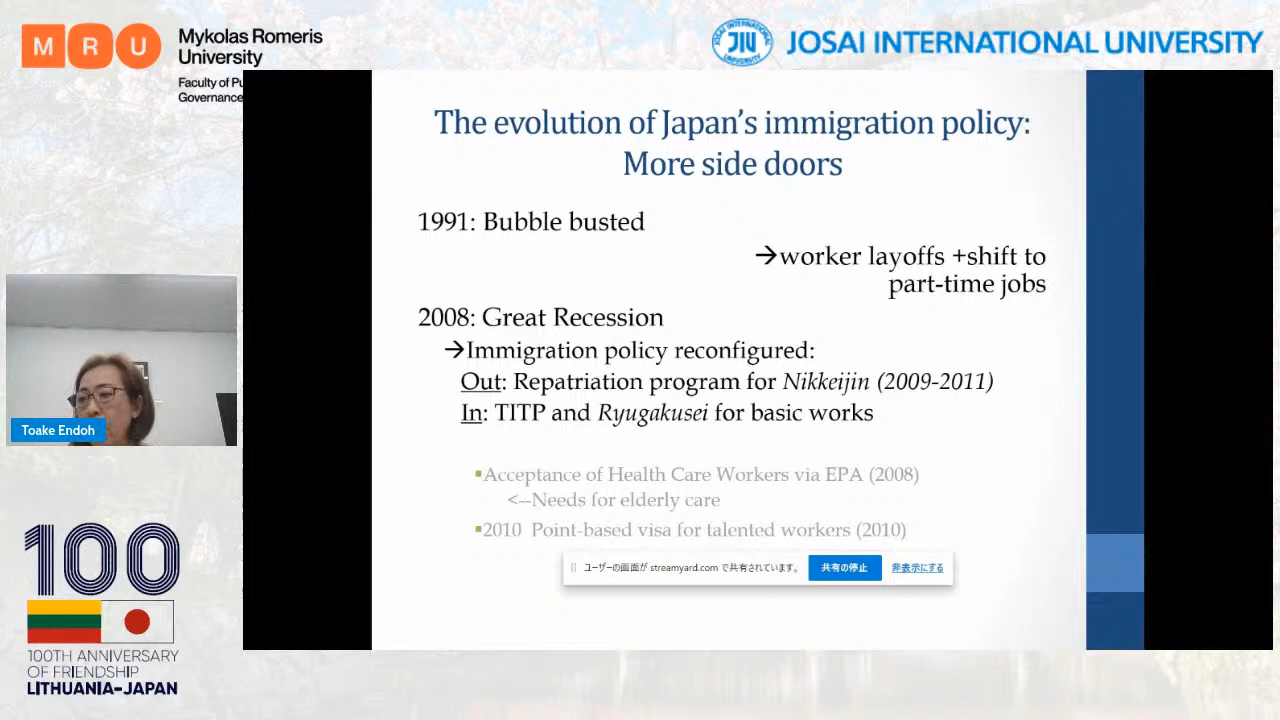 MRU
Mykolas Romeris
University
Faculty of Pu
Governance
JIU
JOSAI INTERNATIONAL UNIVERSITY
The evolution of Japan's immigration policy:
More side doors
1991: Bubble busted
→worker layoffs +shift to
part-time jobs
2008: Great Recession
→Immigration policy reconfigured:
Out: Repatriation program for Nikkeijin (2009-2011)
In: TITP and Ryugakusei for basic works
▪Acceptance of Health Care Workers via EPA (2008)
<--Needs for elderly care
▪2010 Point-based visa for talented workers (2010)
ユーザーの画面が streamyard.com で共有されています。 共有の停止 非表示にする
Toake Endoh
100
100TH ANNIVERSARY
OF FRIENDSHIP
LITHUANIA–JAPAN